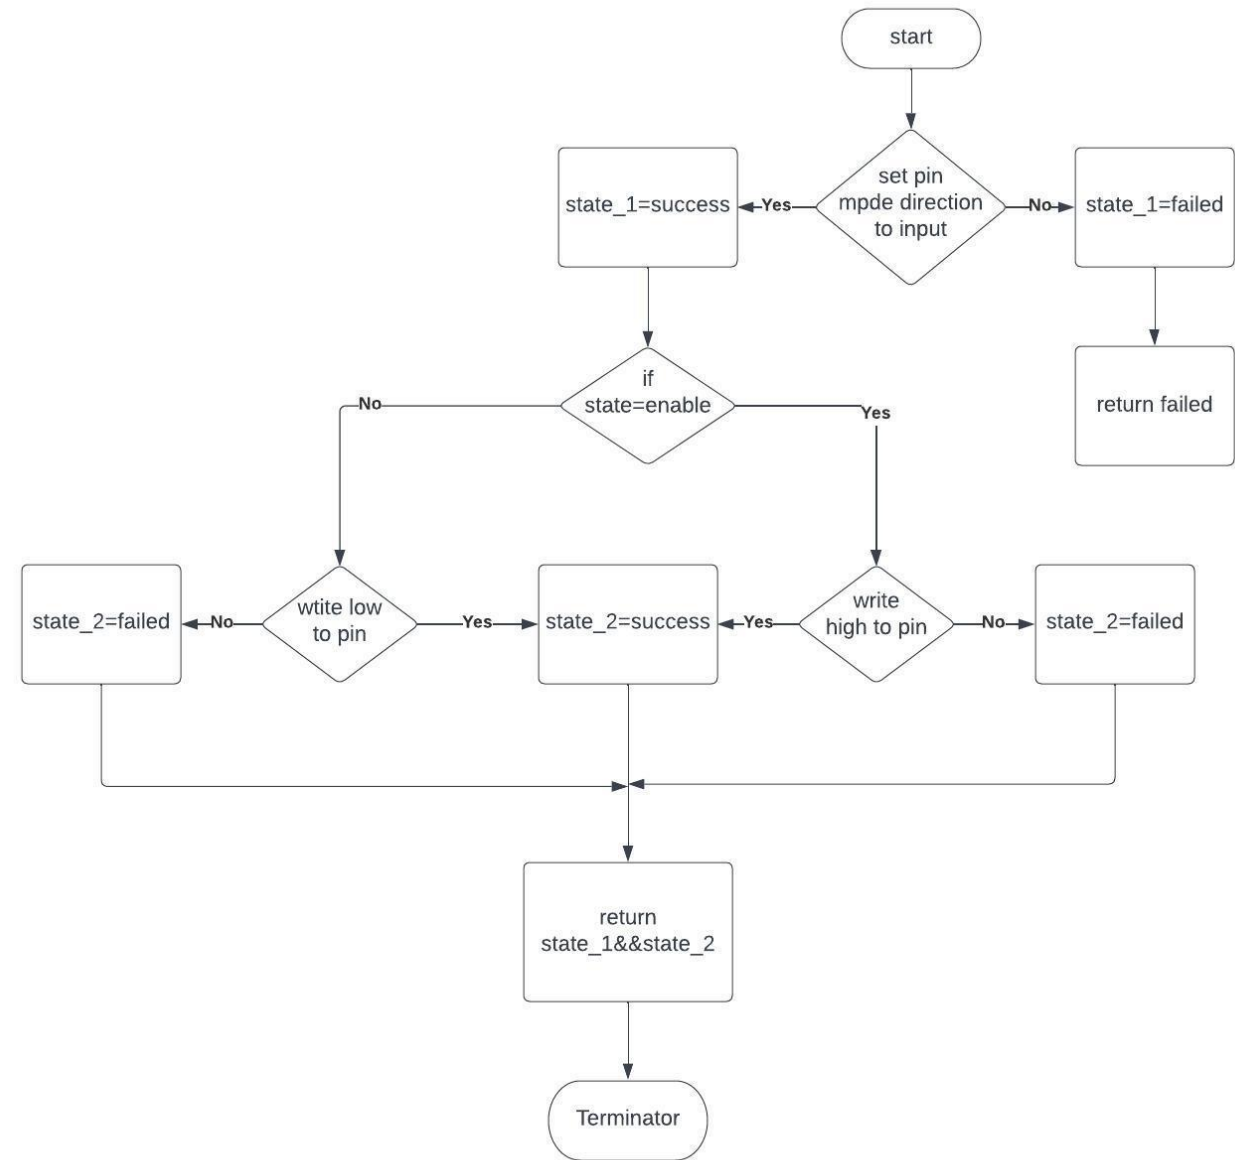 start
set pin
mpde direction
to input
Yes
No
state_1=success
state_1=failed
if
state=enable
return failed
No
Yes
state_2=failed
No
wtite low
to pin
Yes
state_2=success
Yes
write
high to pin
No
state_2=failed
return
state_1&&state_2
Terminator